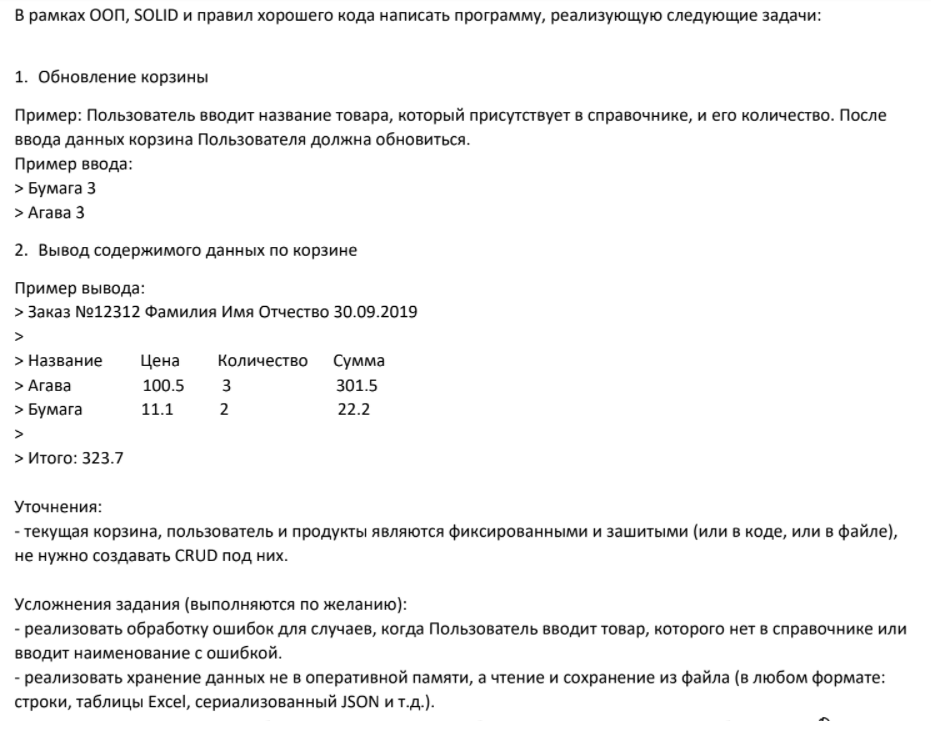 В рамках ООП, SOLID и правил хорошего кода написать программу, реализующую следующие задачи:
1. Обновление корзины
Пример: Пользователь вводит название товара, который присутствует в справочнике, и его количество. После
ввода данных корзина Пользователя должна обновиться.
Пример ввода:
> Бумага 3
> Агава 3
2. Вывод содержимого данных по корзине
Пример вывода:
> Заказ №12312 Фамилия Имя Отчество 30.09.2019
>
> Название Цена Количество Сумма
> Агава 100.5 3 301.5
> Бумага 11.1 2 22.2
>
> Итого: 323.7
Уточнения:
- текущая корзина, пользователь и продукты являются фиксированными и зашитыми (или в коде, или в файле),
не нужно создавать CRUD под них.
Усложнения задания (выполняются по желанию):
- реализовать обработку ошибок для случаев, когда Пользователь вводит товар, которого нет в справочнике или
вводит наименование с ошибкой.
- реализовать хранение данных не в оперативной памяти, а чтение и сохранение из файла (в любом формате:
строки, таблицы Excel, сериализованный JSON и т.д.).